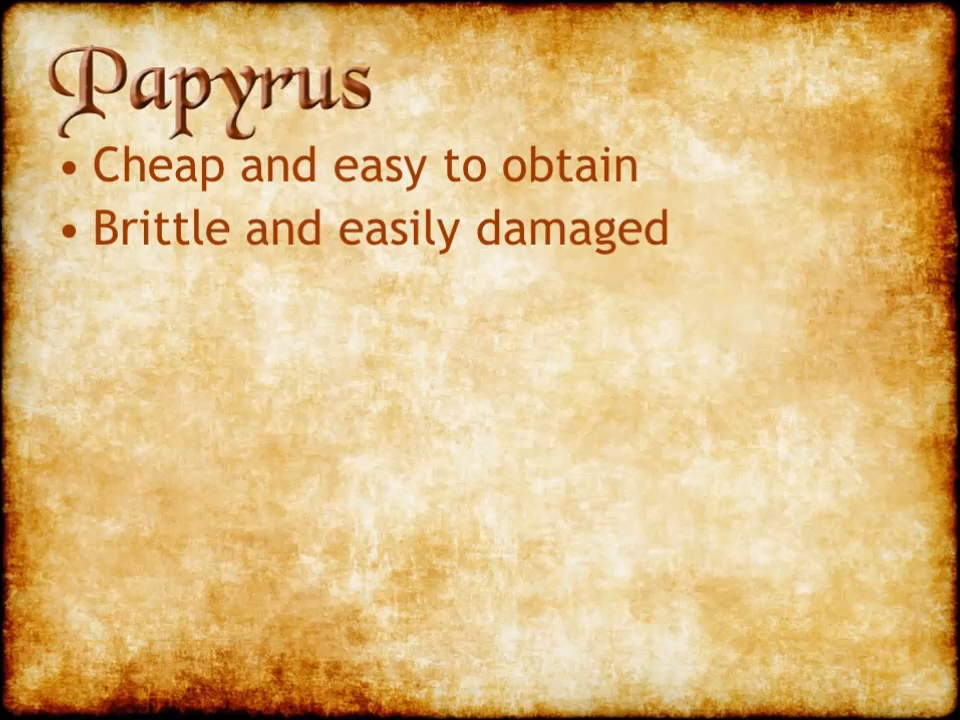 Papyrus
• Cheap and easy to obtain
• Brittle and easily damaged